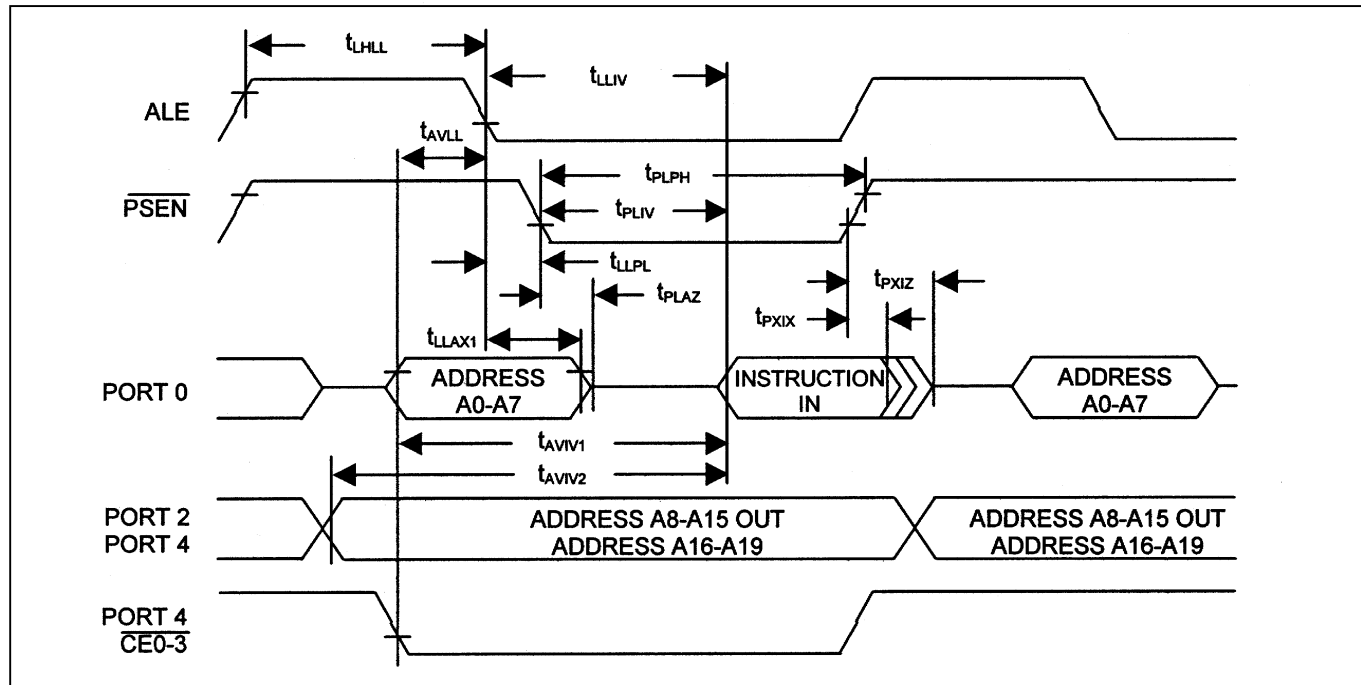 tLHLL
tLLIV
ALE
tAVLL
PSEN
tPLPH
tPLIV
tLLPL
tPLAZ
tPXIZ
tPXIX
tLLAX1
PORT 0
ADDRESS
A0-A7
INSTRUCTION
IN
ADDRESS
A0-A7
tAVIV1
tAVIV2
PORT 2
PORT 4
ADDRESS A8-A15 OUT
ADDRESS A16-A19
ADDRESS A8-A15 OUT
ADDRESS A16-A19
PORT 4
CE0-3